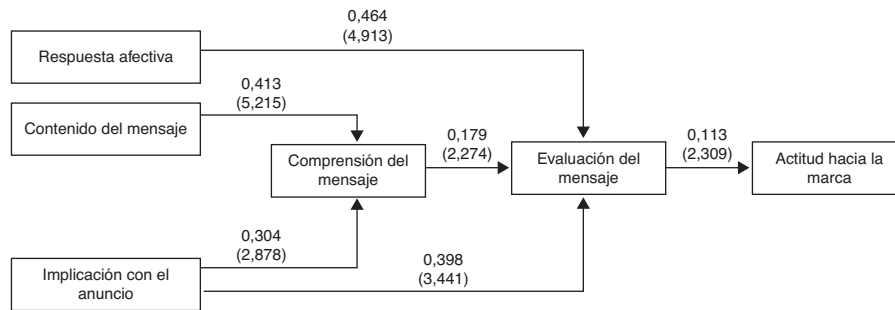 0,464
(4,913)
Respuesta afectiva
0,413
(5,215)
Contenido del mensaje
Comprensión del
mensaje
0,179
(2,274)
Evaluación del
mensaje
0,113
(2,309)
Actitud hacia la
marca
0,304
(2,878)
0,398
(3,441)
Implicación con el
anuncio